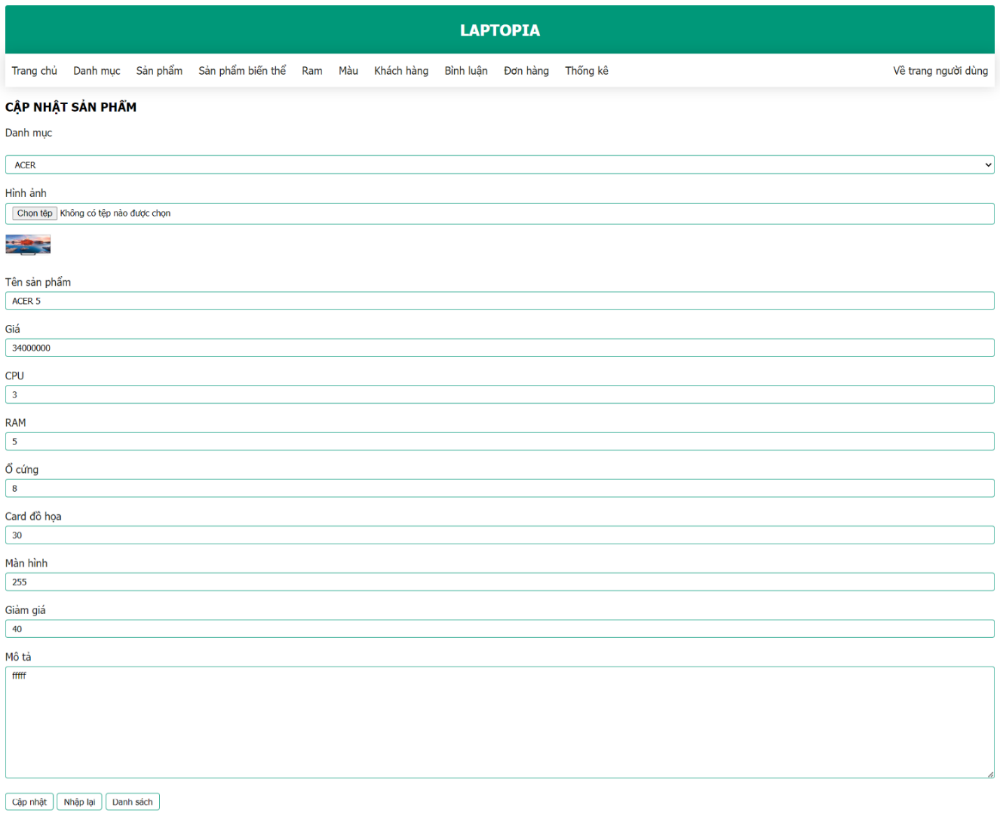 LAPTOPIA
Trang chủ Danh mục Sản phẩm Sản phẩm biến thể Ram Màu Khách hàng Bình luận Đơn hàng Thống kê Về trang người dùng
CẬP NHẬT SẢN PHẨM
Danh mục
ACER
Hình ảnh
Chọn tệp Không có tệp nào được chọn
Tên sản phẩm
ACER 5
Giá
34000000
CPU
3
RAM
5
Ổ cứng
8
Card đồ họa
30
Màn hình
255
Giảm giá
40
Mô tả
fffff
Cập nhật Nhập lại Danh sách